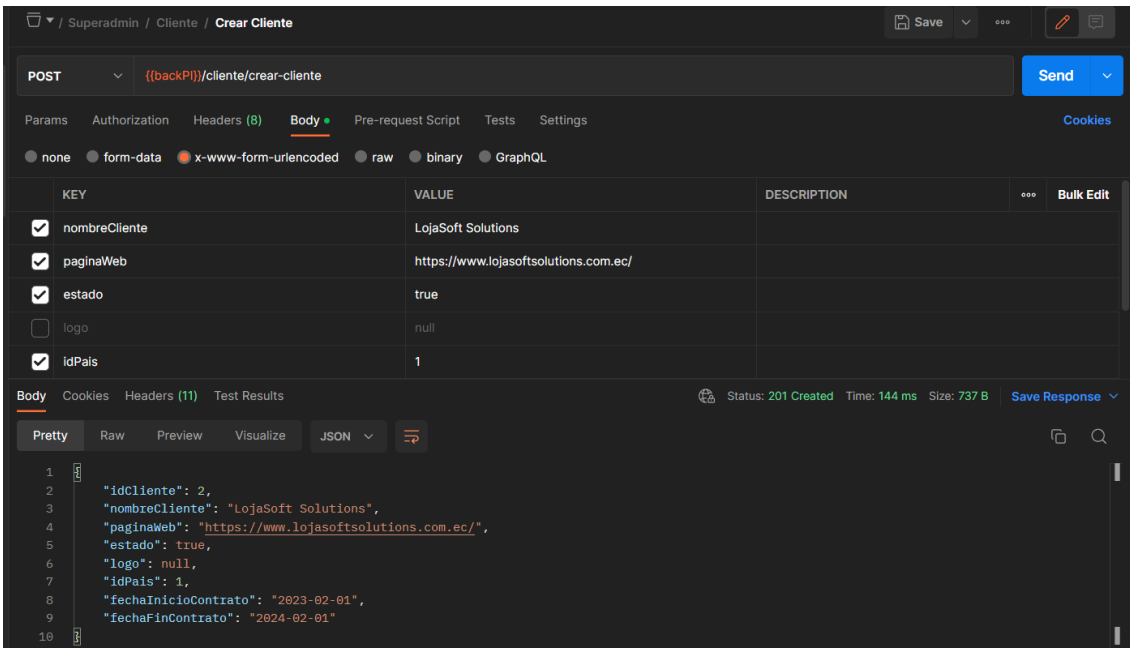 / Superadmin / Cliente / Crear Cliente Save
POST {{backPI}}/cliente/crear-cliente Send
Params Authorization Headers (8) Body Pre-request Script Tests Settings Cookies
none form-data x-www-form-urlencoded raw binary GraphQL
KEY VALUE DESCRIPTION Bulk Edit
nombreCliente LojaSoft Solutions
paginaWeb https://www.lojasoftsolutions.com.ec/
estado true
logo null
idPais 1
Body Cookies Headers (11) Test Results Status: 201 Created Time: 144 ms Size: 737 B Save Response
Pretty Raw Preview Visualize JSON
1 {
2 "idCliente": 2,
3 "nombreCliente": "LojaSoft Solutions",
4 "paginaWeb": "https://www.lojasoftsolutions.com.ec/",
5 "estado": true,
6 "logo": null,
7 "idPais": 1,
8 "fechaInicioContrato": "2023-02-01",
9 "fechaFinContrato": "2024-02-01"
10 }